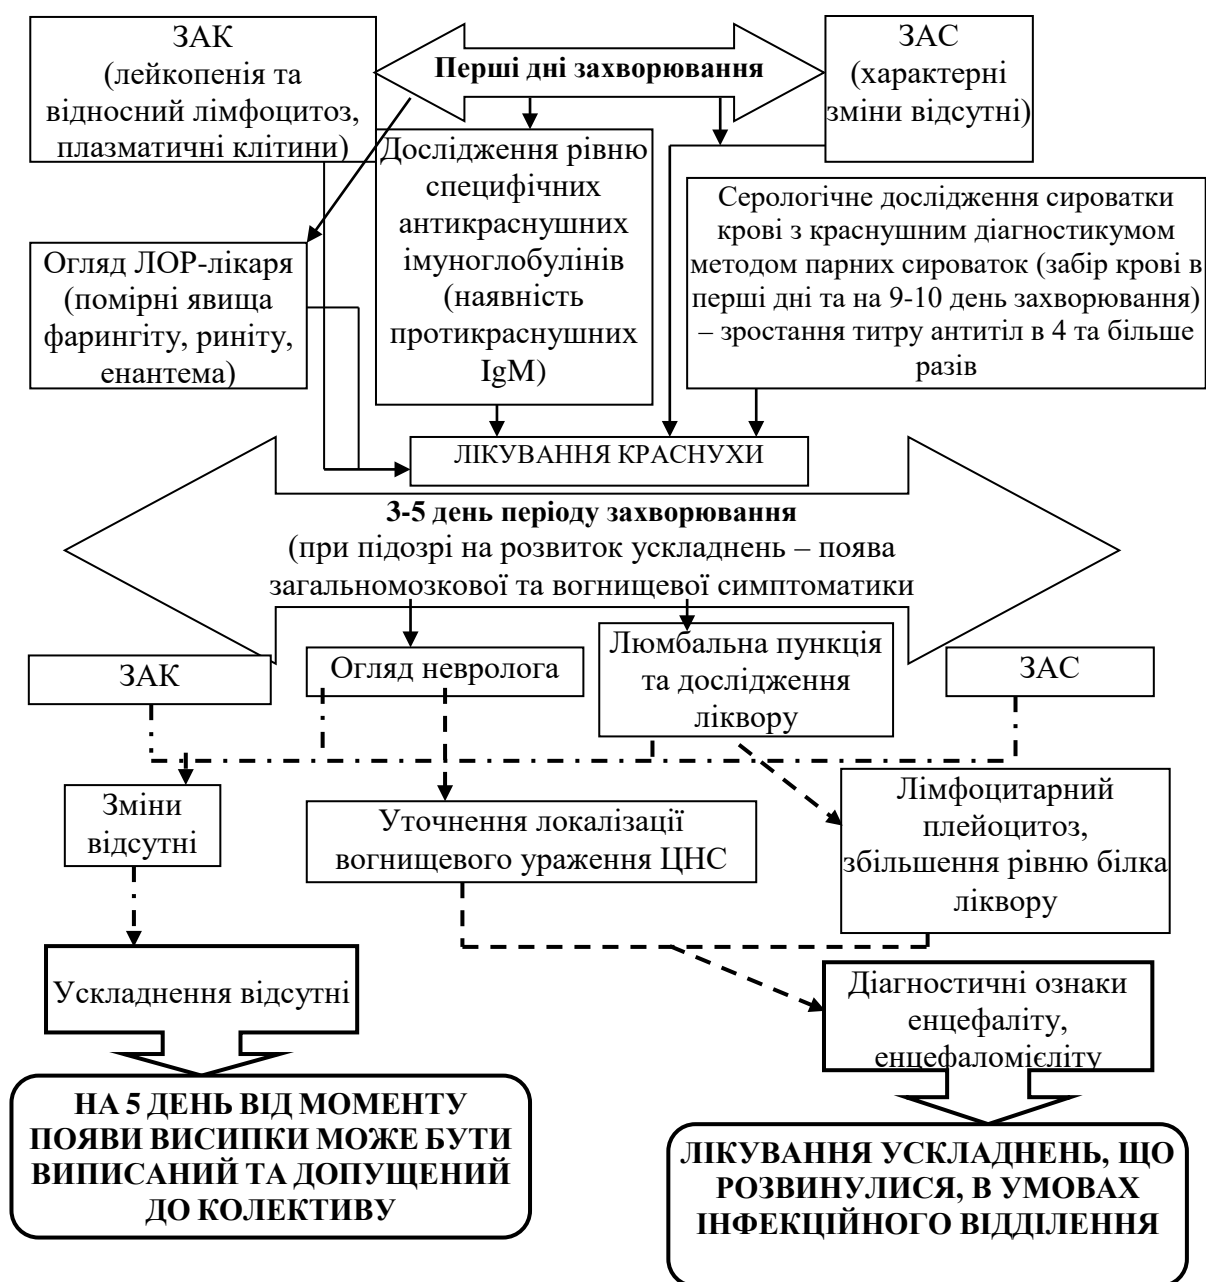 ЗАК
(лейкопенія та
відносний лімфоцитоз,
плазматичні клітини)
Перші дні захворювання
ЗАС
(характерні
зміни відсутні)
Дослідження рівню
специфічних
антикраснушних
імуноглобулінів
(наявність
протикраснушних
IgM)
Серологічне дослідження сироватки
крові з краснушним діагностикумом
методом парних сироваток (забір крові в
перші дні та на 9-10 день захворювання)
– зростання титру антитіл в 4 та більше
разів
Огляд ЛОР-лікаря
(помірні явища
фарингіту, риніту,
енантема)
ЛІКУВАННЯ КРАСНУХИ
3-5 день періоду захворювання
(при підозрі на розвиток ускладнень – поява
загальномозкової та вогнищевої симптоматики
ЗАК
Огляд невролога
Люмбальна пункція
та дослідження
ліквору
ЗАС
Зміни
відсутні
Уточнення локалізації
вогнищевого ураження ЦНС
Лімфоцитарний
плейоцитоз,
збільшення рівню білка
ліквору
Ускладнення відсутні
Діагностичні ознаки
енцефаліту,
енцефаломієліту
НА 5 ДЕНЬ ВІД МОМЕНТУ
ПОЯВИ ВИСИПКИ МОЖЕ БУТИ
ВИПИСАНИЙ ТА ДОПУЩЕНИЙ
ДО КОЛЕКТИВУ
ЛІКУВАННЯ УСКЛАДНЕНЬ, ЩО
РОЗВИНУЛИСЯ, В УМОВАХ
ІНФЕКЦІЙНОГО ВІДДІЛЕННЯ